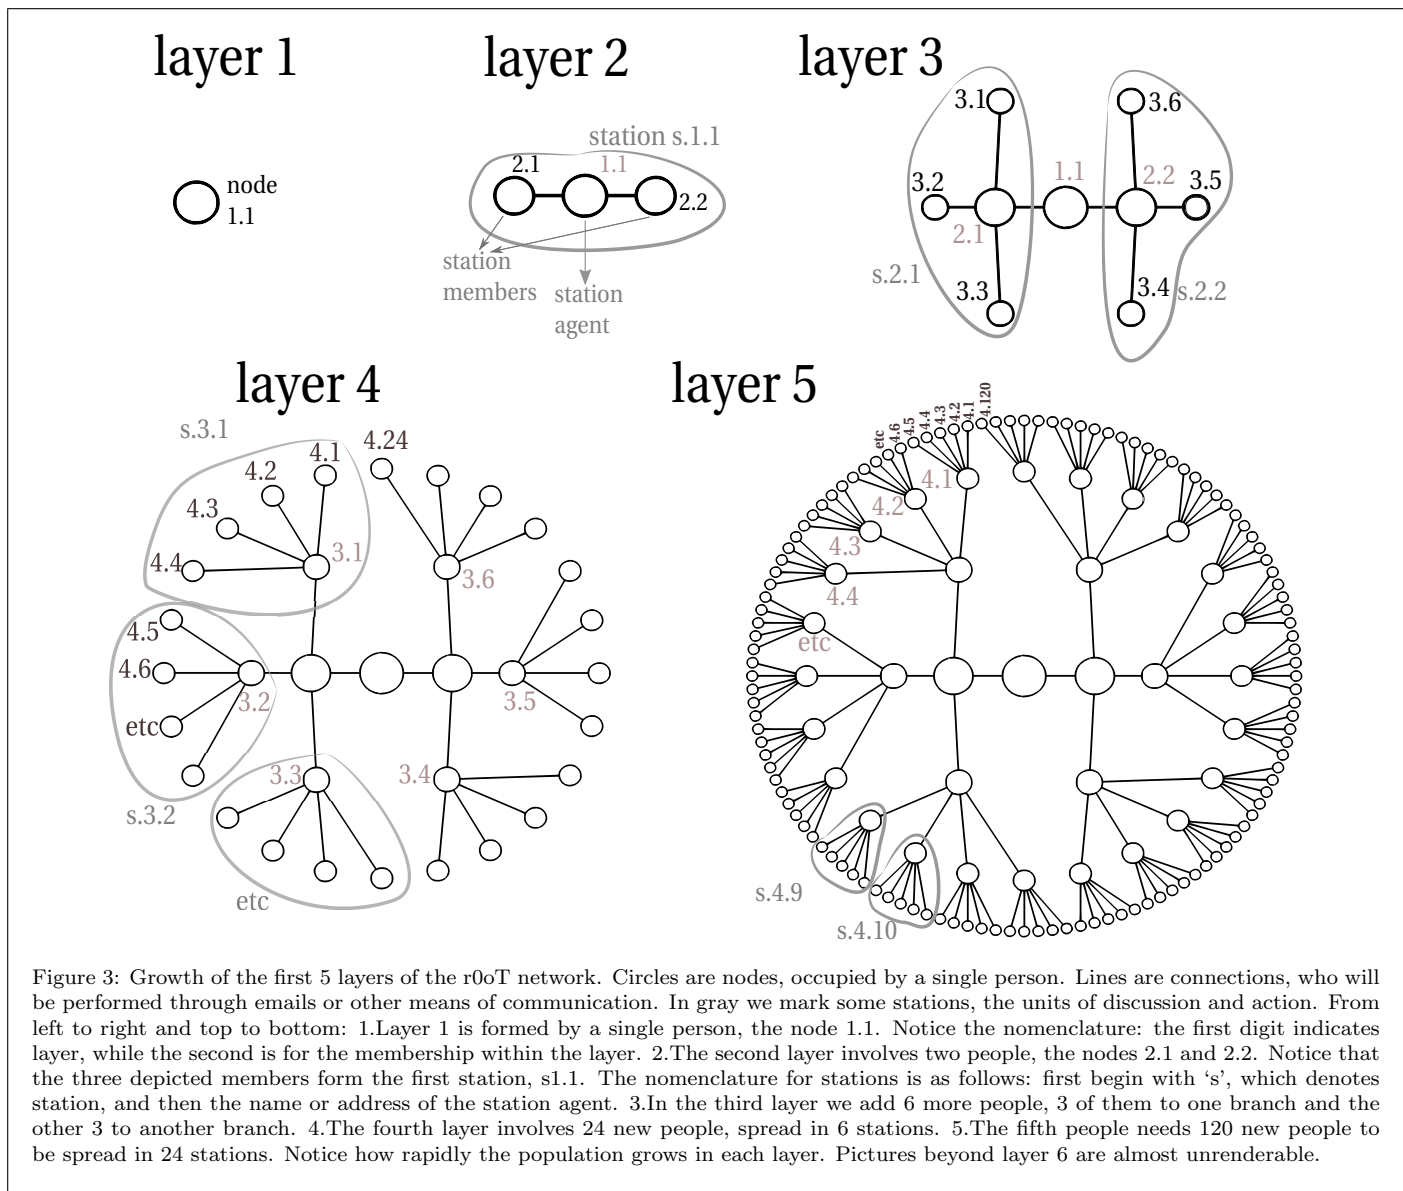 layer 1
node
1.1
layer 2
station s.1.1
2.1
1.1
2.2
station
members
station
agent
layer 3
3.1
3.6
1.1
2.2
3.2
3.5
2.1
s.2.1
3.3
3.4
s.2.2
layer 4
s.3.1
4.1
4.24
4.2
4.3
3.1
4.4
3.6
4.5
4.6
3.2
3.5
etc
3.3
3.4
s.3.2
etc
layer 5
etc
4.6
4.5
4.4
4.3
4.2
4.1
4.120
4.1
4.2
4.3
4.4
etc
s.4.9
s.4.10
Figure 3: Growth of the first 5 layers of the r0oT network. Circles are nodes, occupied by a single person. Lines are connections, who will
be performed through emails or other means of communication. In gray we mark some stations, the units of discussion and action. From
left to right and top to bottom: 1.Layer 1 is formed by a single person, the node 1.1. Notice the nomenclature: the first digit indicates
layer, while the second is for the membership within the layer. 2.The second layer involves two people, the nodes 2.1 and 2.2. Notice that
the three depicted members form the first station, s1.1. The nomenclature for stations is as follows: first begin with ‘s’, which denotes
station, and then the name or address of the station agent. 3.In the third layer we add 6 more people, 3 of them to one branch and the
other 3 to another branch. 4.The fourth layer involves 24 new people, spread in 6 stations. 5.The fifth people needs 120 new people to
be spread in 24 stations. Notice how rapidly the population grows in each layer. Pictures beyond layer 6 are almost unrenderable.